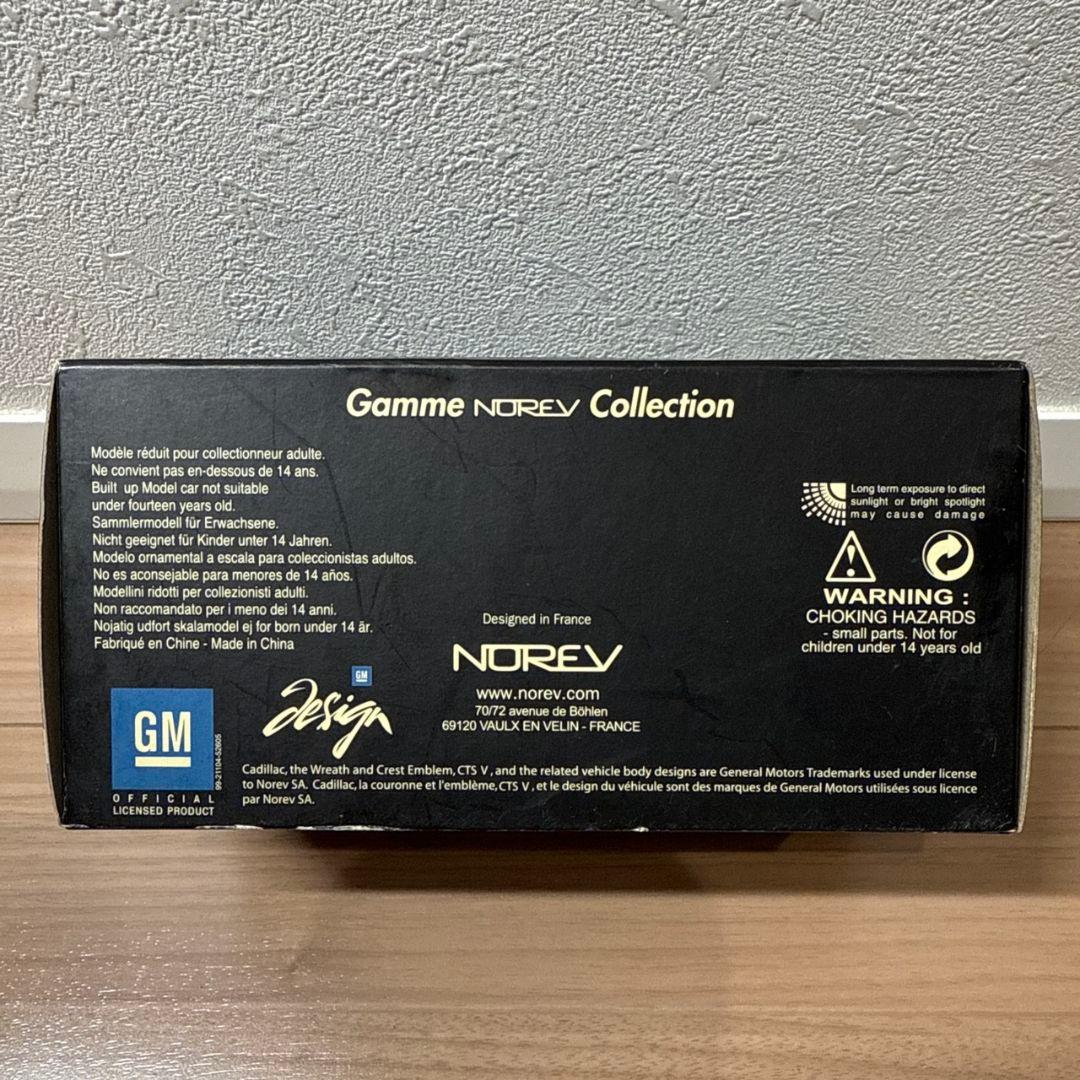 Gamme NOREV Collection
Modèle réduit pour collectionneur adulte.
Ne convient pas en-dessous de 14 ans.
Built up Model car not suitable
under fourteen years old.
Sammlermodell für Erwachsene.
Nicht geeignet für Kinder unter 14 Jahren.
Modelo ornamental a escala para coleccionistas adultos.
No es aconsejable para menores de 14 años.
Modellini ridotti per collezionisti adulti.
Non raccomandato per i meno dei 14 anni.
Nojatig udfort skalamodel ej for born under 14 år.
Fabriqué en Chine - Made in China
Long term exposure to direct
sunlight or bright spotlight
may cause damage
WARNING :
CHOKING HAZARDS
- small parts. Not for
children under 14 years old
Designed in France
NOREV
www.norev.com
70/72 avenue de Böhlen
69120 VAULX EN VELIN - FRANCE
GM
design
GM
99-21104-52605
OFFICIAL
LICENSED PRODUCT
Cadillac, the Wreath and Crest Emblem, CTS V, and the related vehicle body designs are General Motors Trademarks used under license
to Norev SA. Cadillac, la couronne et l'emblème, CTS V, et le design du véhicule sont des marques de General Motors utilisées sous licence
par Norev SA.